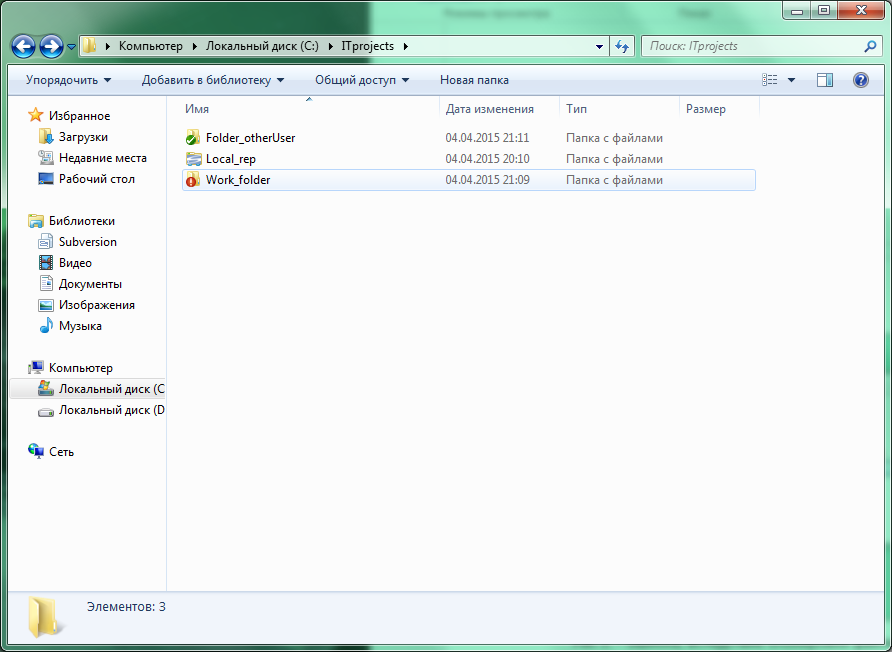 Компьютер Локальный диск (C:) ITprojects
Поиск: ITprojects
Упорядочить Добавить в библиотеку Общий доступ Новая папка
Имя Дата изменения Тип Размер
Folder_otherUser 04.04.2015 21:11 Папка с файлами
Local_rep 04.04.2015 20:10 Папка с файлами
Work_folder 04.04.2015 21:09 Папка с файлами
Избранное
Загрузки
Недавние места
Рабочий стол
Библиотеки
Subversion
Видео
Документы
Изображения
Музыка
Компьютер
Локальный диск (C
Локальный диск (D
Сеть
Элементов: 3